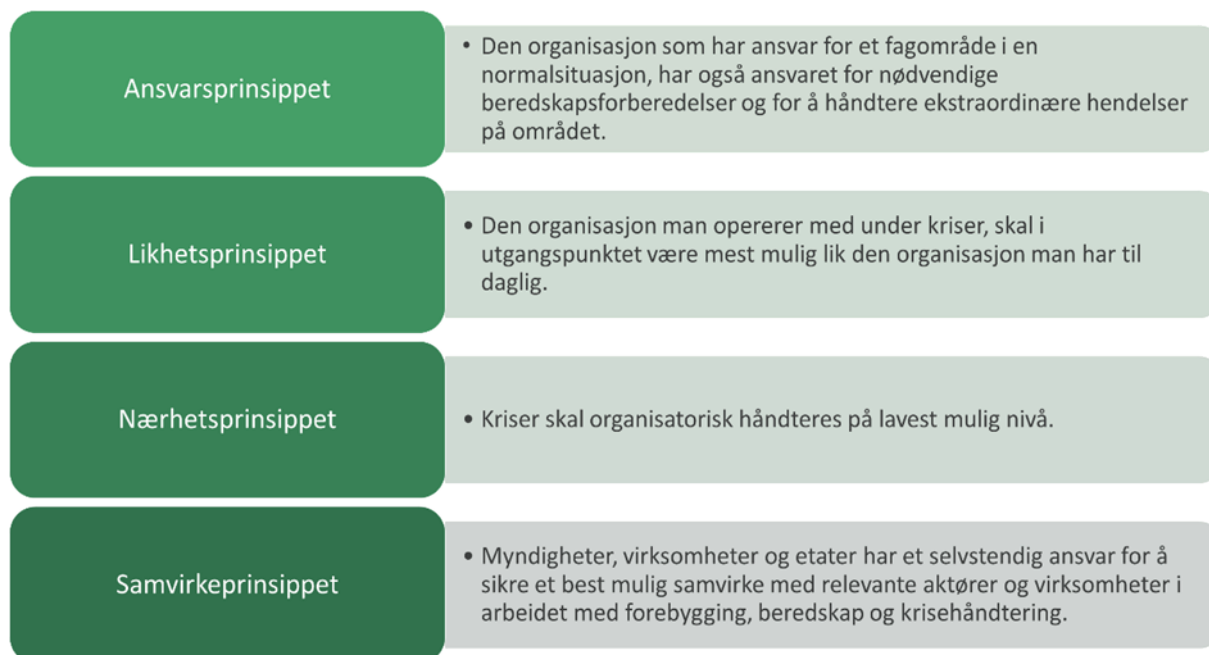 Ansvarsprinsippet
• Den organisasjon som har ansvar for et fagområde i en
normalsituasjon, har også ansvaret for nødvendige
beredskapsforberedelser og for å håndtere ekstraordinære hendelser
på området.
Likhetsprinsippet
• Den organisasjon man opererer med under kriser, skal i
utgangspunktet være mest mulig lik den organisasjon man har til
daglig.
Nærhetsprinsippet
• Kriser skal organisatorisk håndteres på lavest mulig nivå.
Samvirkeprinsippet
• Myndigheter, virksomheter og etater har et selvstendig ansvar for å
sikre et best mulig samvirke med relevante aktører og virksomheter i
arbeidet med forebygging, beredskap og krisehåndtering.